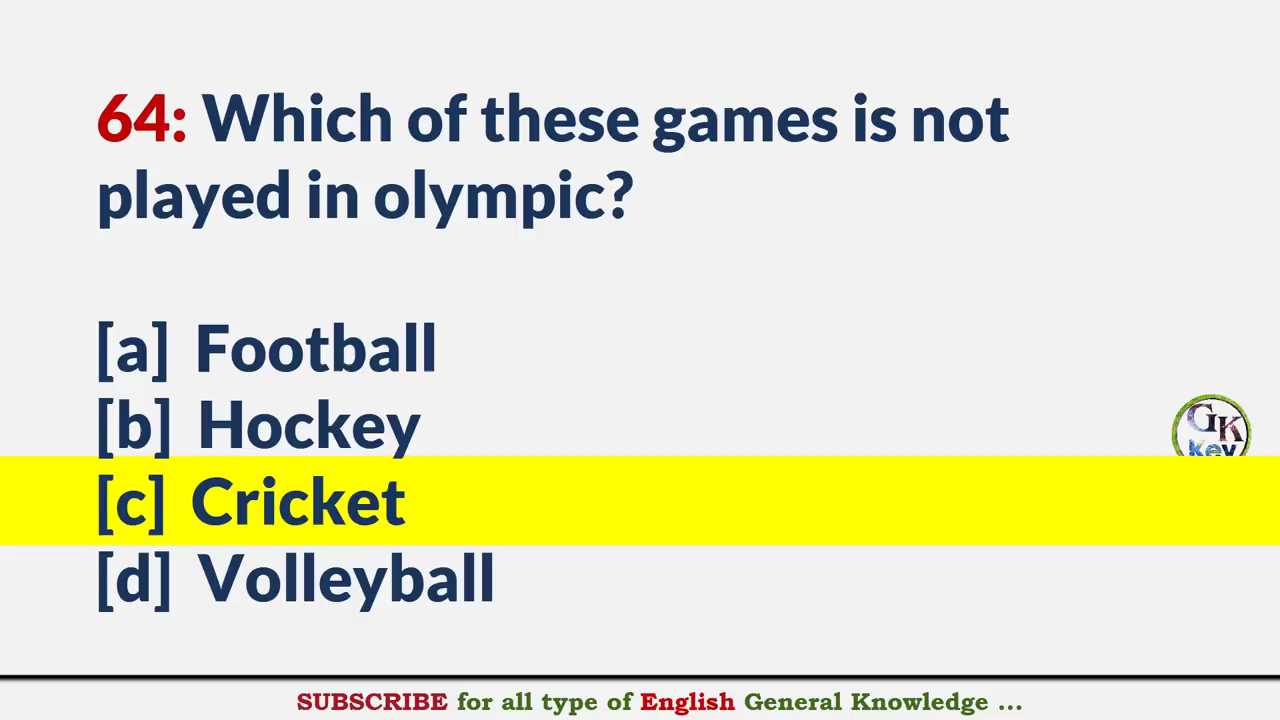 64: Which of these games is not
played in olympic?
[a] Football
[b] Hockey
GK
Key
[c] Cricket
[d] Volleyball
SUBSCRIBE for all type of English General Knowledge ...